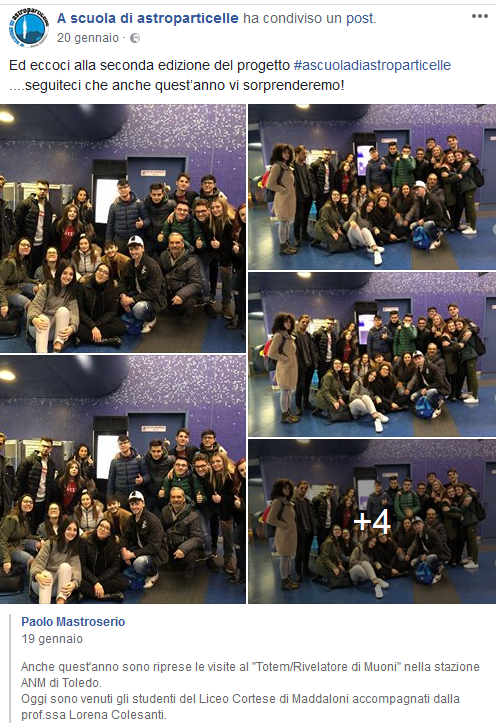 A scuola di astroparticelle ha condiviso un post.
20 gennaio ·
Ed eccoci alla seconda edizione del progetto #ascuoladiastroparticelle
....seguiteci che anche quest'anno vi sorprenderemo!
+4
Paolo Mastroserio
19 gennaio
Anche quest'anno sono riprese le visite al "Totem/Rivelatore di Muoni" nella stazione
ANM di Toledo.
Oggi sono venuti gli studenti del Liceo Cortese di Maddaloni accompagnati dalla
prof.ssa Lorena Colesanti.